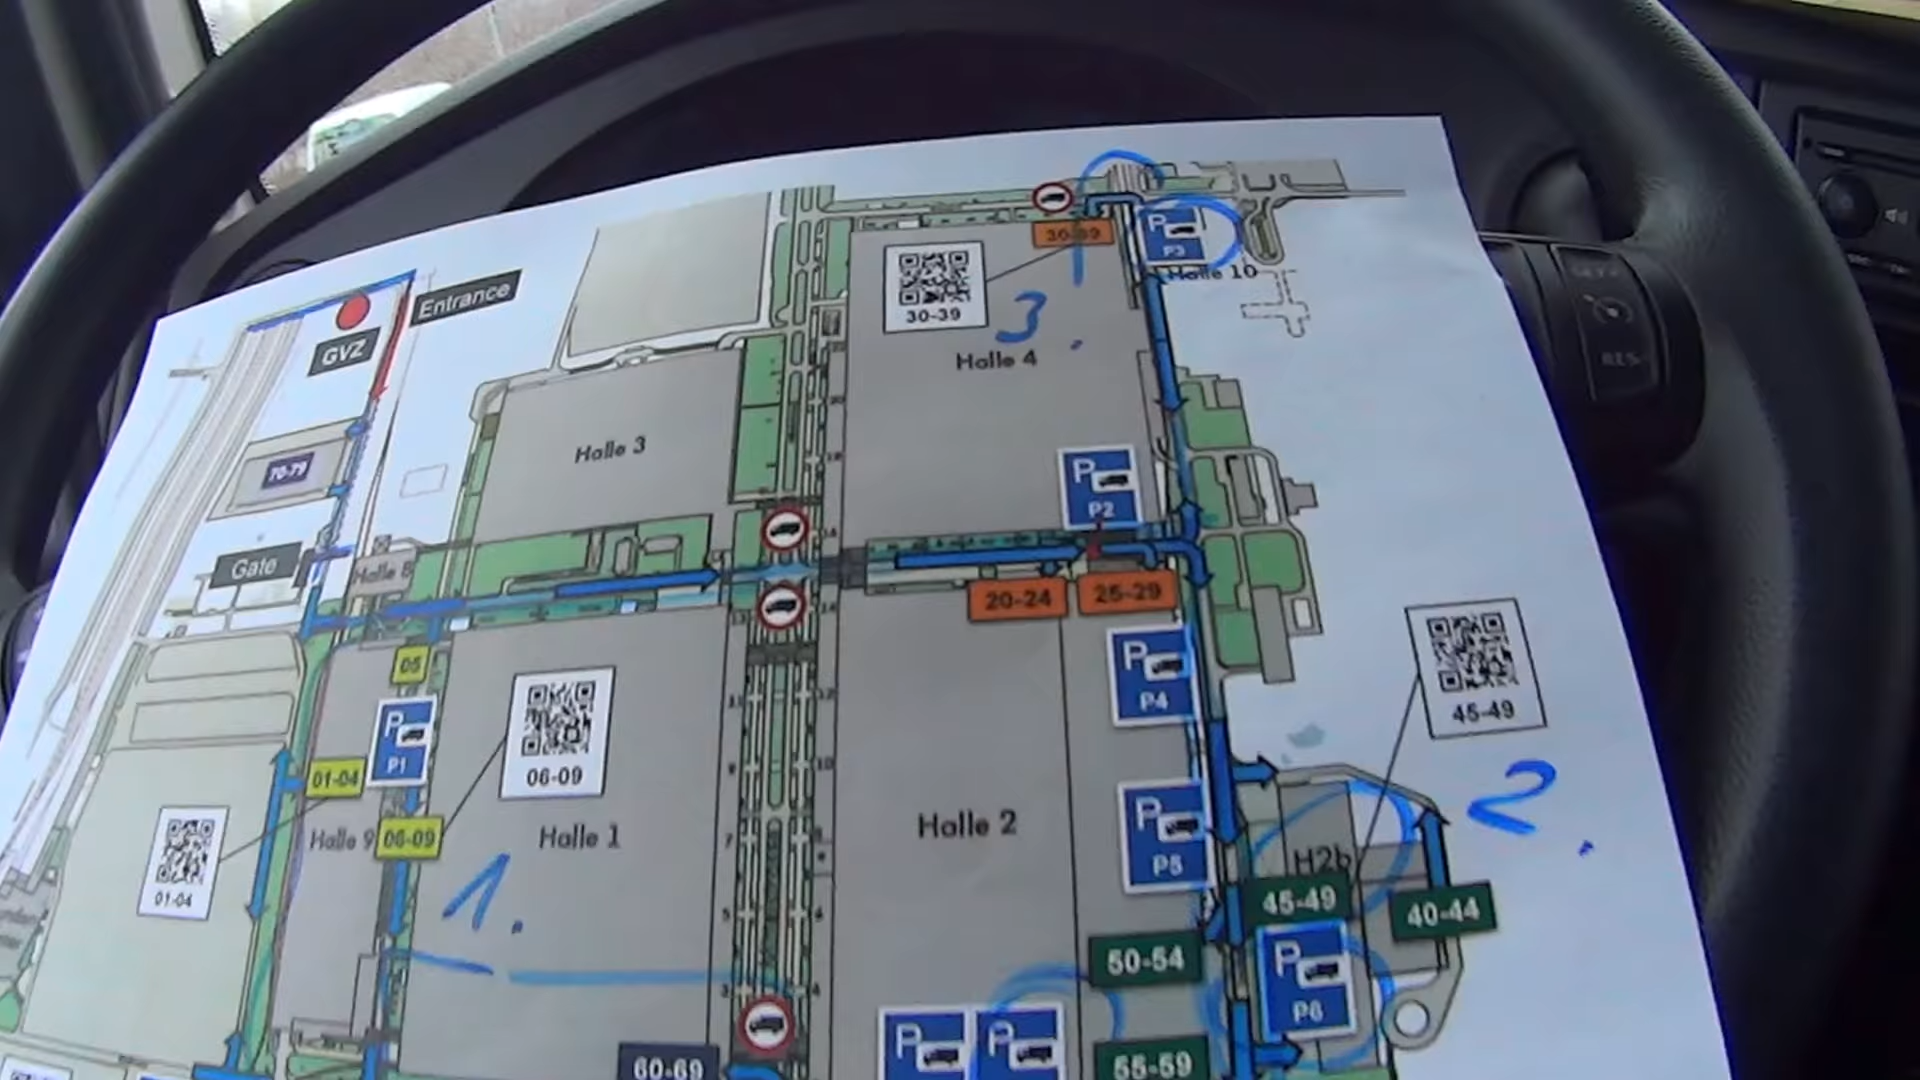 30-39
P
P3
Halle 10
Entrance
30-39
GVZ
3.
Halle 4
Halle 3
70-79
P
P2
Gate
Halle 8
20-24
25-29
05
P
P4
45-49
P
P1
06-09
01-04
2.
Halle 9
06-09
Halle 1
Halle 2
P
P5
H2b
01-04
1.
45-49
40-44
50-54
P
P6
P
P
60-69
55-59
RES